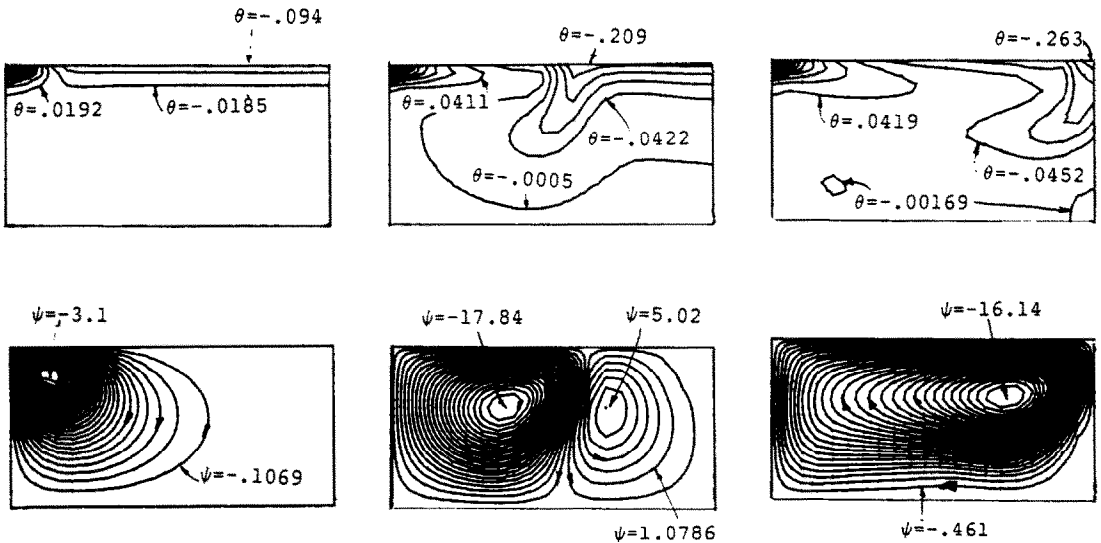 θ=-.094
θ=.0192
θ=-.0185
θ=-.209
θ=.0411
θ=-.0422
θ=-.0005
θ=-.263
θ=.0419
θ=-.0452
θ=-.00169
ψ=-3.1
ψ=-.1069
ψ=-17.84
ψ=5.02
ψ=1.0786
ψ=-16.14
ψ=-.461